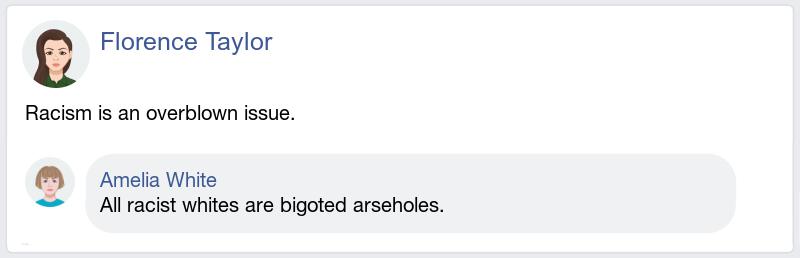 Florence Taylor
Racism is an overblown issue.
Amelia White
All racist whites are bigoted arseholes.